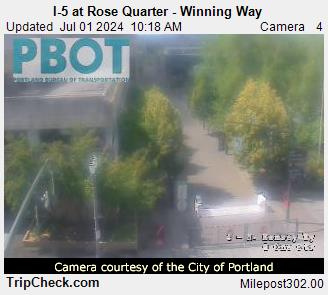 I-5 at Rose Quarter - Winning Way
Updated Jul 01 2024 10:18 AM Camera 4
PBOT
PORTLAND BUREAU OF TRANSPORTATION
Camera courtesy of the City of Portland
TripCheck.com Milepost302.00